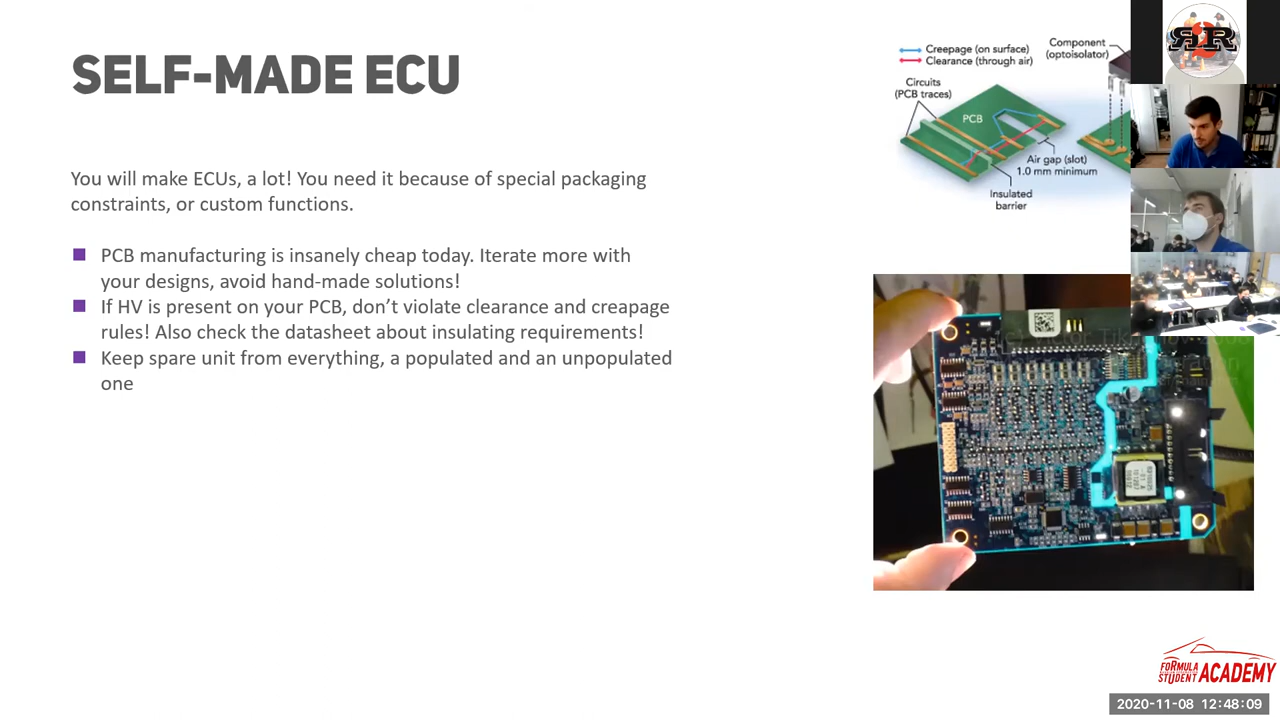 SELF-MADE ECU
You will make ECUs, a lot! You need it because of special packaging
constraints, or custom functions.
PCB manufacturing is insanely cheap today. Iterate more with
your designs, avoid hand-made solutions!
If HV is present on your PCB, don't violate clearance and creapage
rules! Also check the datasheet about insulating requirements!
Keep spare unit from everything, a populated and an unpopulated
one
Creepage (on surface)
Clearance (through air)
Component
(optoisolator)
Circuits
(PCB traces)
PCB
Air gap (slot)
1.0 mm minimum
Insulated
barrier
FORMULA
STUDENT ACADEMY
2020-11-08 12:48:09